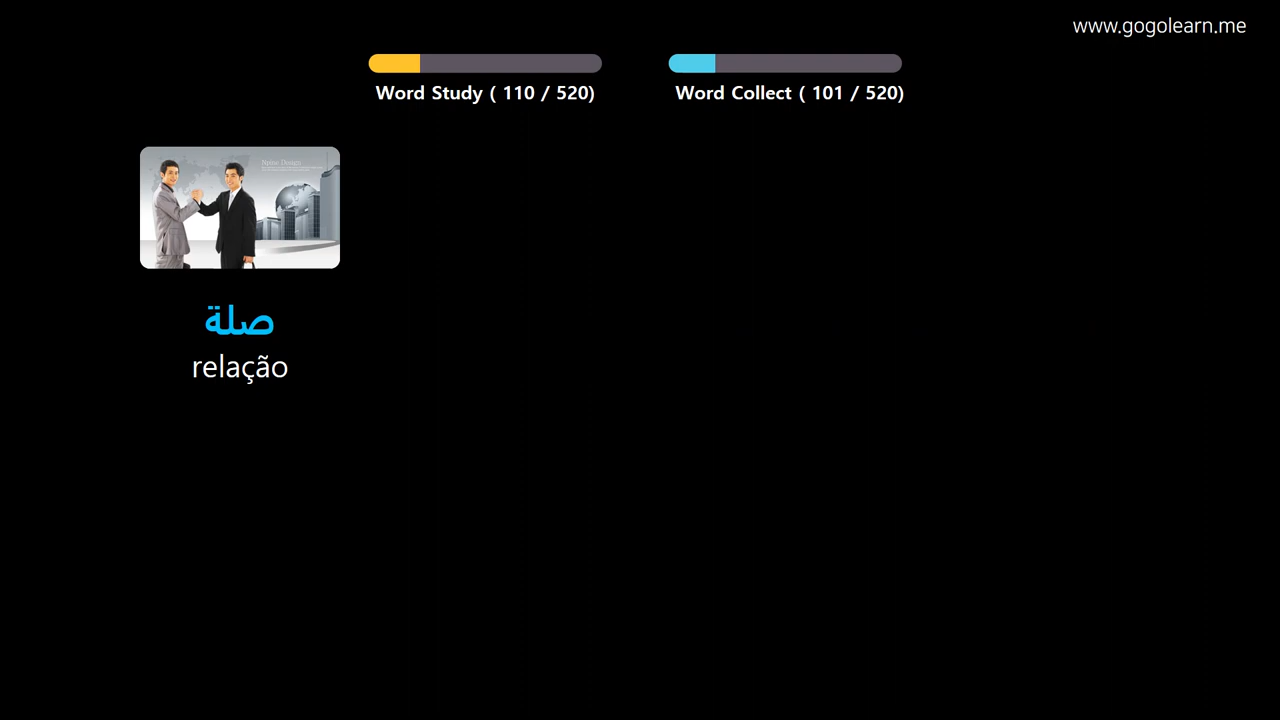 www.gogolearn.me
Word Study ( 110 / 520)
Word Collect ( 101 / 520)
صلة
relação